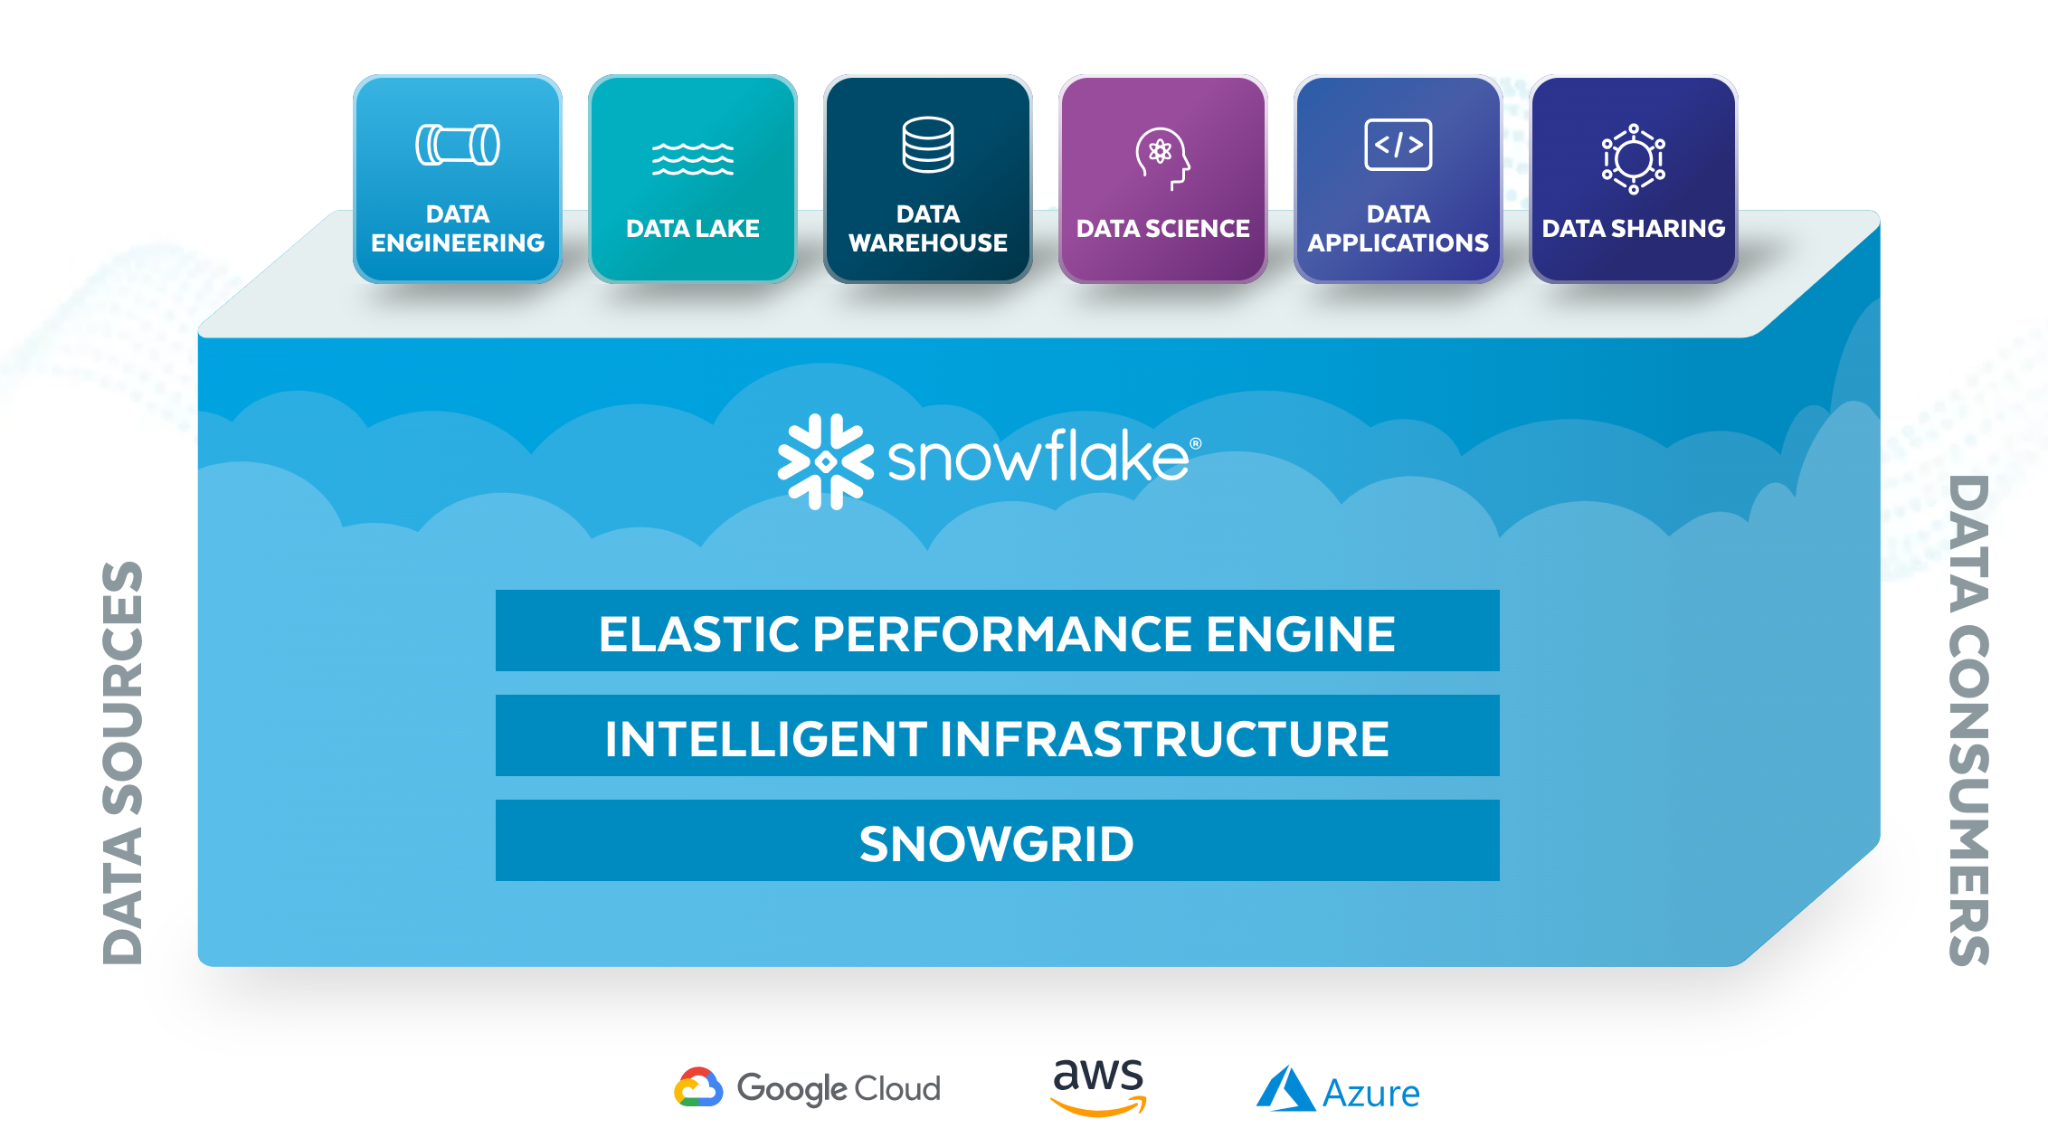 DATA
ENGINEERING
DATA LAKE
DATA
WAREHOUSE
DATA SCIENCE
DATA
APPLICATIONS
DATA SHARING
snowflake®
DATA SOURCES
ELASTIC PERFORMANCE ENGINE
INTELLIGENT INFRASTRUCTURE
SNOWGRID
DATA CONSUMERS
Google Cloud
aws
Azure